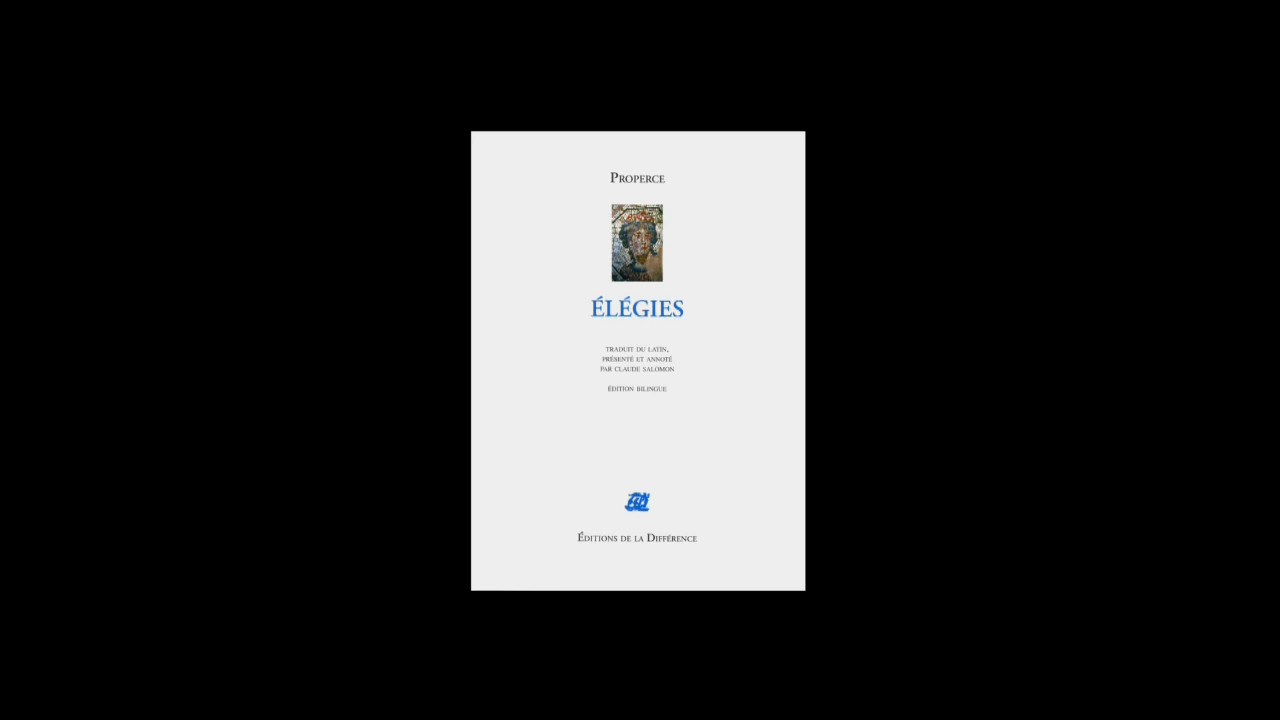 Properce
ÉLÉGIES
TRADUIT DU LATIN,
PRÉSENTÉ ET ANNOTÉ
PAR CLAUDE SALOMON
ÉDITION BILINGUE
Éditions de la Différence